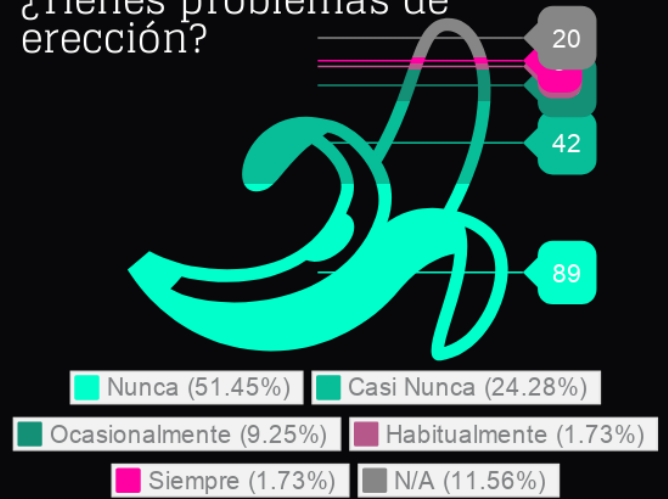 ¿Tienes problemas de
erección?
20
42
89
Nunca (51.45%)
Casi Nunca (24.28%)
Ocasionalmente (9.25%)
Habitualmente (1.73%)
Siempre (1.73%)
N/A (11.56%)